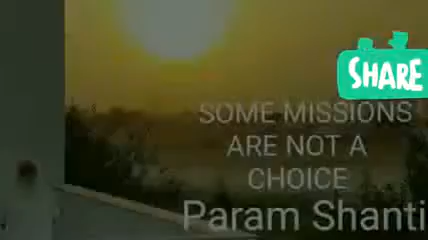 SHARE
SOME MISSIONS
ARE NOT A
CHOICE
Param Shanti